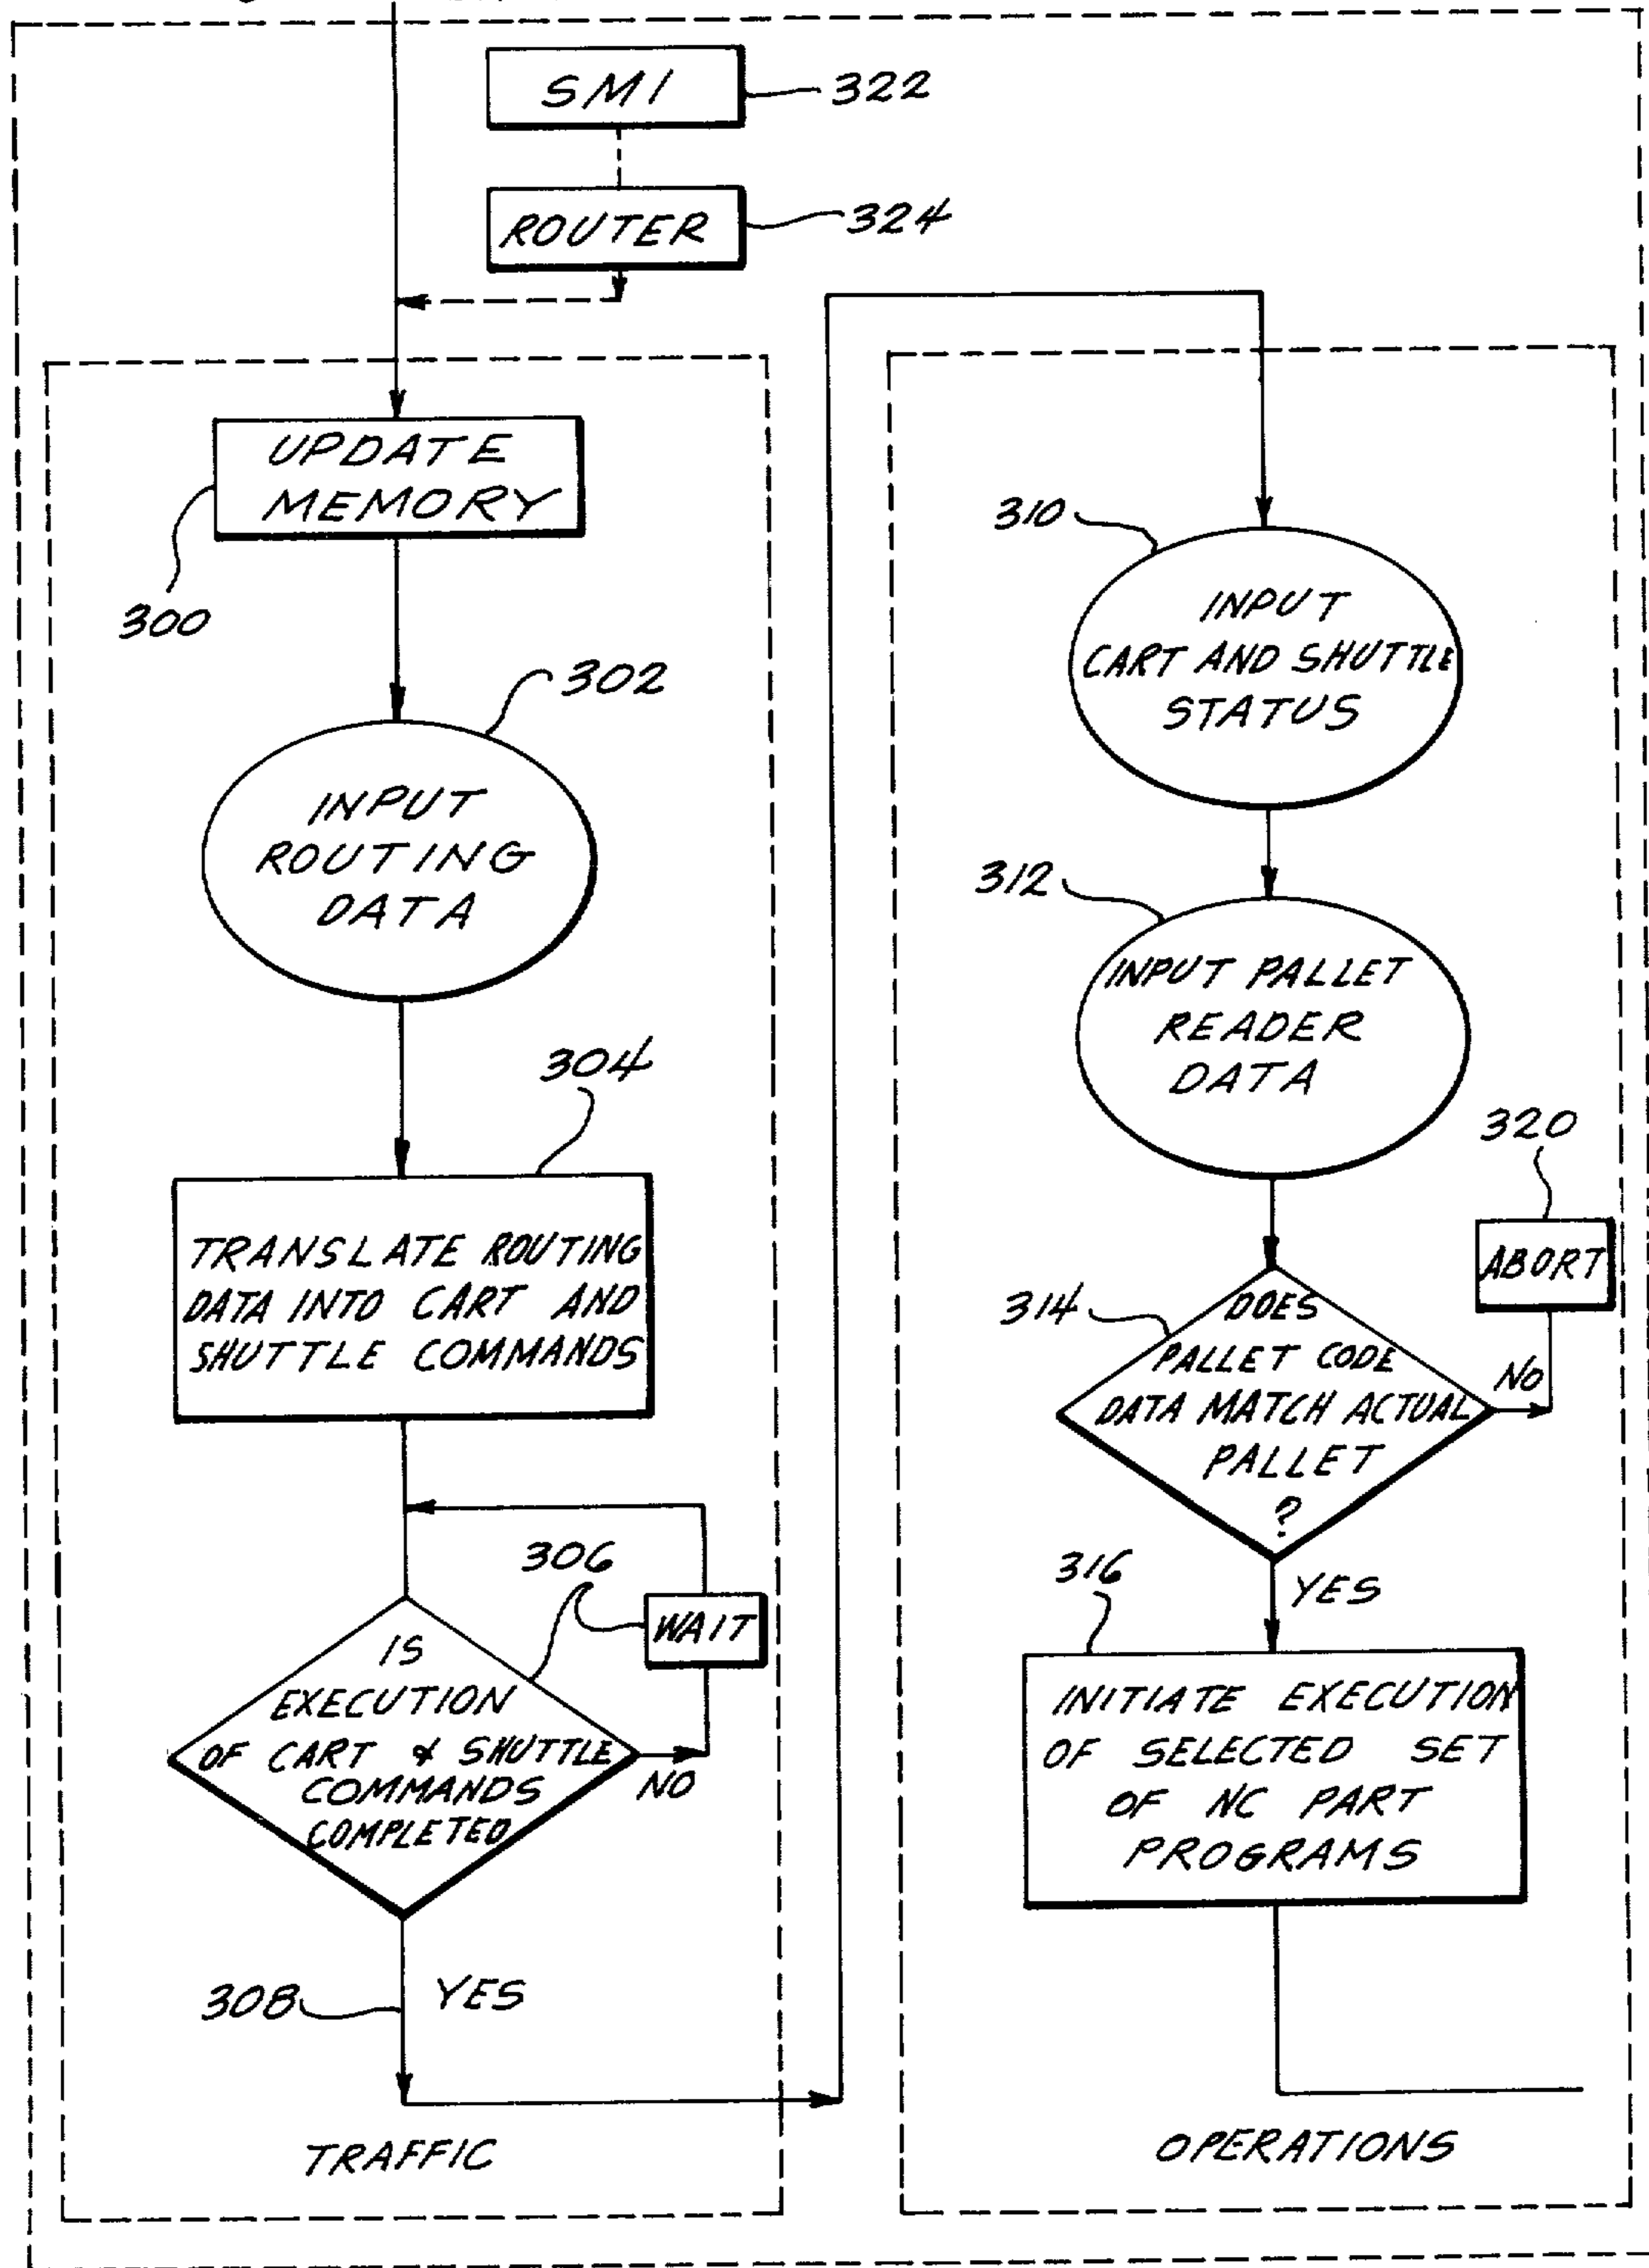 SMI
322
ROUTER
324
UPDATE
MEMORY
300
302
INPUT
ROUTING
DATA
304
TRANSLATE ROUTING
DATA INTO CART AND
SHUTTLE COMMANDS
306
WAIT
IS
EXECUTION
OF CART & SHUTTLE
COMMANDS
COMPLETED
NO
308
YES
TRAFFIC
310
INPUT
CART AND SHUTTLE
STATUS
312
INPUT PALLET
READER
DATA
320
ABORT
314
DOES
PALLET CODE
DATA MATCH ACTUAL
PALLET
?
NO
316
YES
INITIATE EXECUTION
OF SELECTED SET
OF NC PART
PROGRAMS
OPERATIONS